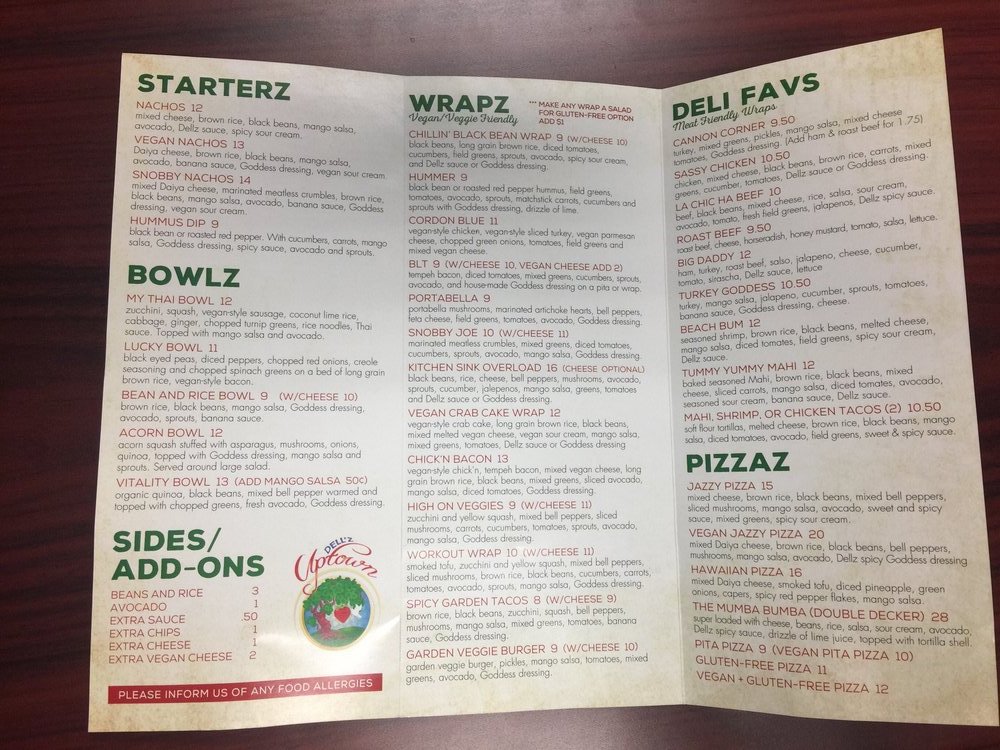 STARTERZ
NACHOS 12
mixed cheese, brown rice, black beans, mango salsa,
avocado, Dellz sauce, spicy sour cream.
VEGAN NACHOS 13
Daiya cheese, brown rice, black beans, mango salsa,
avocado, banana sauce, Goddess dressing, vegan sour cream.
SNOBBY NACHOS 14
mixed Daiya cheese, marinated meatless crumbles, brown rice,
black beans, mango salsa, avocado, banana sauce, Goddess
dressing, vegan sour cream.
HUMMUS DIP 9
black bean or roasted red pepper. With cucumbers, carrots, mango
salsa, Goddess dressing, spicy sauce, avocado and sprouts.
BOWLZ
MY THAI BOWL 12
zucchini, squash, vegan-style sausage, coconut lime rice,
cabbage, ginger, chopped turnip greens, rice noodles, Thai
sauce. Topped with mango salsa and avocado.
LUCKY BOWL 11
black eyed peas, diced peppers, chopped red onions, creole
seasoning and chopped spinach greens on a bed of long grain
brown rice, vegan-style bacon.
BEAN AND RICE BOWL 9 (W/CHEESE 10)
brown rice, black beans, mango salsa, Goddess dressing,
avocado, sprouts, banana sauce.
ACORN BOWL 12
acorn squash stuffed with asparagus, mushrooms, onions,
quinoa, topped with Goddess dressing, mango salsa and
sprouts. Served around large salad.
VITALITY BOWL 13 (ADD MANGO SALSA 50¢)
organic quinoa, black beans, mixed bell pepper warmed and
topped with chopped greens, fresh avocado, Goddess dressing.
SIDES/
ADD-ONS
BEANS AND RICE 3
AVOCADO 1
EXTRA SAUCE .50
EXTRA CHIPS 1
EXTRA CHEESE 1
EXTRA VEGAN CHEESE 2
DELL'Z
Uptown
PLEASE INFORM US OF ANY FOOD ALLERGIES
WRAPZ
Vegan/Veggie Friendly
*** MAKE ANY WRAP A SALAD
FOR GLUTEN-FREE OPTION
ADD $1
CHILLIN' BLACK BEAN WRAP 9 (W/CHEESE 10)
black beans, long grain brown rice, diced tomatoes,
cucumbers, field greens, sprouts, avocado, spicy sour cream,
and Dellz sauce or Goddess dressing.
HUMMER 9
black bean or roasted red pepper hummus, field greens,
tomatoes, avocado, sprouts, matchstick carrots, cucumbers and
sprouts with Goddess dressing, drizzle of lime.
CORDON BLUE 11
vegan-style chicken, vegan-style sliced turkey, vegan parmesan
cheese, chopped green onions, tomatoes, field greens and
mixed vegan cheese.
BLT 9 (W/CHEESE 10, VEGAN CHEESE ADD 2)
tempeh bacon, diced tomatoes, mixed greens, cucumbers, sprouts,
avocado, and house-made Goddess dressing on a pita or wrap.
PORTABELLA 9
portabella mushrooms, marinated artichoke hearts, bell peppers,
feta cheese, field greens, tomatoes, avocado, Goddess dressing.
SNOBBY JOE 10 (W/CHEESE 11)
marinated meatless crumbles, mixed greens, diced tomatoes,
cucumbers, sprouts, avocado, mango salsa, Goddess dressing.
KITCHEN SINK OVERLOAD 16 (CHEESE OPTIONAL)
black beans, rice, cheese, bell peppers, mushrooms, avocado,
sprouts, cucumber, jalepenos, mango salsa, greens, tomatoes
and Dellz sauce or Goddess dressing.
VEGAN CRAB CAKE WRAP 12
vegan-style crab cake, long grain brown rice, black beans,
mixed melted vegan cheese, vegan sour cream, mango salsa,
mixed greens, tomatoes, Dellz sauce or Goddess dressing
CHICK'N BACON 13
vegan-style chick'n, tempeh bacon, mixed vegan cheese, long
grain brown rice, black beans, mixed greens, sliced avocado,
mango salsa, diced tomatoes, Goddess dressing.
HIGH ON VEGGIES 9 (W/CHEESE 11)
zucchini and yellow squash, mixed bell peppers, sliced
mushrooms, carrots, cucumbers, tomatoes, sprouts, avocado,
mango salsa, Goddess dressing.
WORKOUT WRAP 10 (W/CHEESE 11)
smoked tofu, zucchini and yellow squash, mixed bell peppers,
sliced mushrooms, brown rice, black beans, cucumbers, carrots,
tomatoes, avocado, sprouts, mango salsa, Goddess dressing.
SPICY GARDEN TACOS 8 (W/CHEESE 9)
brown rice, black beans, zucchini, squash, bell peppers,
mushrooms, mango salsa, mixed greens, tomatoes, banana
sauce, Goddess dressing.
GARDEN VEGGIE BURGER 9 (W/CHEESE 10)
garden veggie burger, pickles, mango salsa, tomatoes, mixed
greens, avocado, Goddess dressing.
DELI FAVS
Meat Friendly Wraps
CANNON CORNER 9.50
turkey, mixed greens, pickles, mango salsa, mixed cheese
tomatoes, Goddess dressing. (Add ham & roast beef for 1.75)
SASSY CHICKEN 10.50
chicken, mixed cheese, black beans, brown rice, carrots, mixed
greens, cucumber, tomatoes, Dellz sauce or Goddess dressing.
LA CHIC HA BEEF 10
beef, black beans, mixed cheese, rice, salsa, sour cream,
avocado, tomato, fresh field greens, jalapenos, Dellz spicy sauce.
ROAST BEEF 9.50
roast beef, cheese, horseradish, honey mustard, tomato, salsa, lettuce.
BIG DADDY 12
ham, turkey, roast beef, salsa, jalapeno, cheese, cucumber,
tomato, sirascha, Dellz sauce, lettuce
TURKEY GODDESS 10.50
turkey, mango salsa, jalapeno, cucumber, sprouts, tomatoes,
banana sauce, Goddess dressing, cheese.
BEACH BUM 12
seasoned shrimp, brown rice, black beans, melted cheese,
mango salsa, diced tomatoes, field greens, spicy sour cream,
Dellz sauce.
TUMMY YUMMY MAHI 12
baked seasoned Mahi, brown rice, black beans, mixed
cheese, sliced carrots, mango salsa, diced tomatoes, avocado,
seasoned sour cream, banana sauce, Dellz sauce.
MAHI, SHRIMP, OR CHICKEN TACOS (2) 10.50
soft flour tortillas, melted cheese, brown rice, black beans, mango
salsa, diced tomatoes, avocado, field greens, sweet & spicy sauce.
PIZZAZ
JAZZY PIZZA 15
mixed cheese, brown rice, black beans, mixed bell peppers,
sliced mushrooms, mango salsa, avocado, sweet and spicy
sauce, mixed greens, spicy sour cream.
VEGAN JAZZY PIZZA 20
mixed Daiya cheese, brown rice, black beans, bell peppers,
mushrooms, mango salsa, avocado, Dellz spicy Goddess dressing
HAWAIIAN PIZZA 16
mixed Daiya cheese, smoked tofu, diced pineapple, green
onions, capers, spicy red pepper flakes, mango salsa.
THE MUMBA BUMBA (DOUBLE DECKER) 28
super loaded with cheese, beans, rice, salsa, sour cream, avocado,
Dellz spicy sauce, drizzle of lime juice, topped with tortilla shell.
PITA PIZZA 9 (VEGAN PITA PIZZA 10)
GLUTEN-FREE PIZZA 11
VEGAN + GLUTEN-FREE PIZZA 12